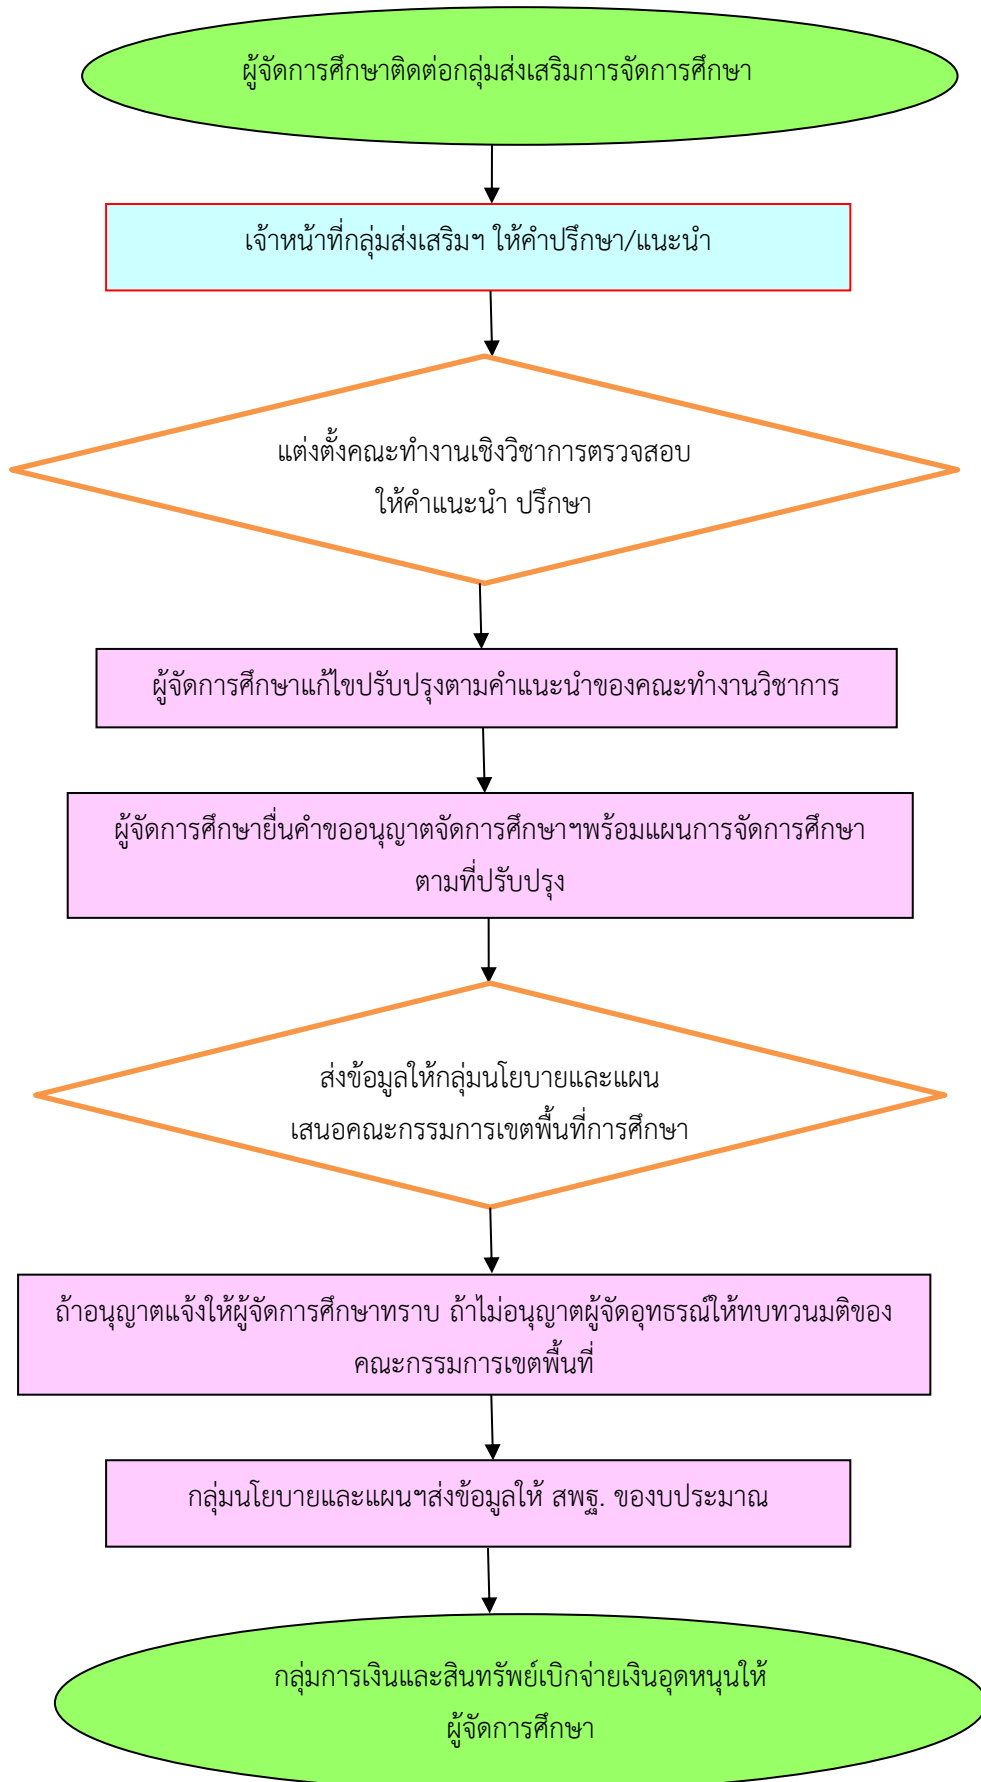 ผู้จัดการศึกษาติดต่อกลุ่มส่งเสริมการจัดการศึกษา
เจ้าหน้าที่กลุ่มส่งเสริมฯ ให้คำปรึกษา/แนะนำ
แต่งตั้งคณะทำงานเชิงวิชาการตรวจสอบ
ให้คำแนะนำ ปรึกษา
ผู้จัดการศึกษาแก้ไขปรับปรุงตามคำแนะนำของคณะทำงานวิชาการ
ผู้จัดการศึกษายื่นคำขออนุญาตจัดการศึกษาฯพร้อมแผนการจัดการศึกษา
ตามที่ปรับปรุง
ส่งข้อมูลให้กลุ่มนโยบายและแผน
เสนอคณะกรรมการเขตพื้นที่การศึกษา
ถ้าอนุญาตแจ้งให้ผู้จัดการศึกษาทราบ ถ้าไม่อนุญาตผู้จัดอุทธรณ์ให้ทบทวนมติของ
คณะกรรมการเขตพื้นที่
กลุ่มนโยบายและแผนฯส่งข้อมูลให้ สพฐ. ของบประมาณ
กลุ่มการเงินและสินทรัพย์เบิกจ่ายเงินอุดหนุนให้
ผู้จัดการศึกษา